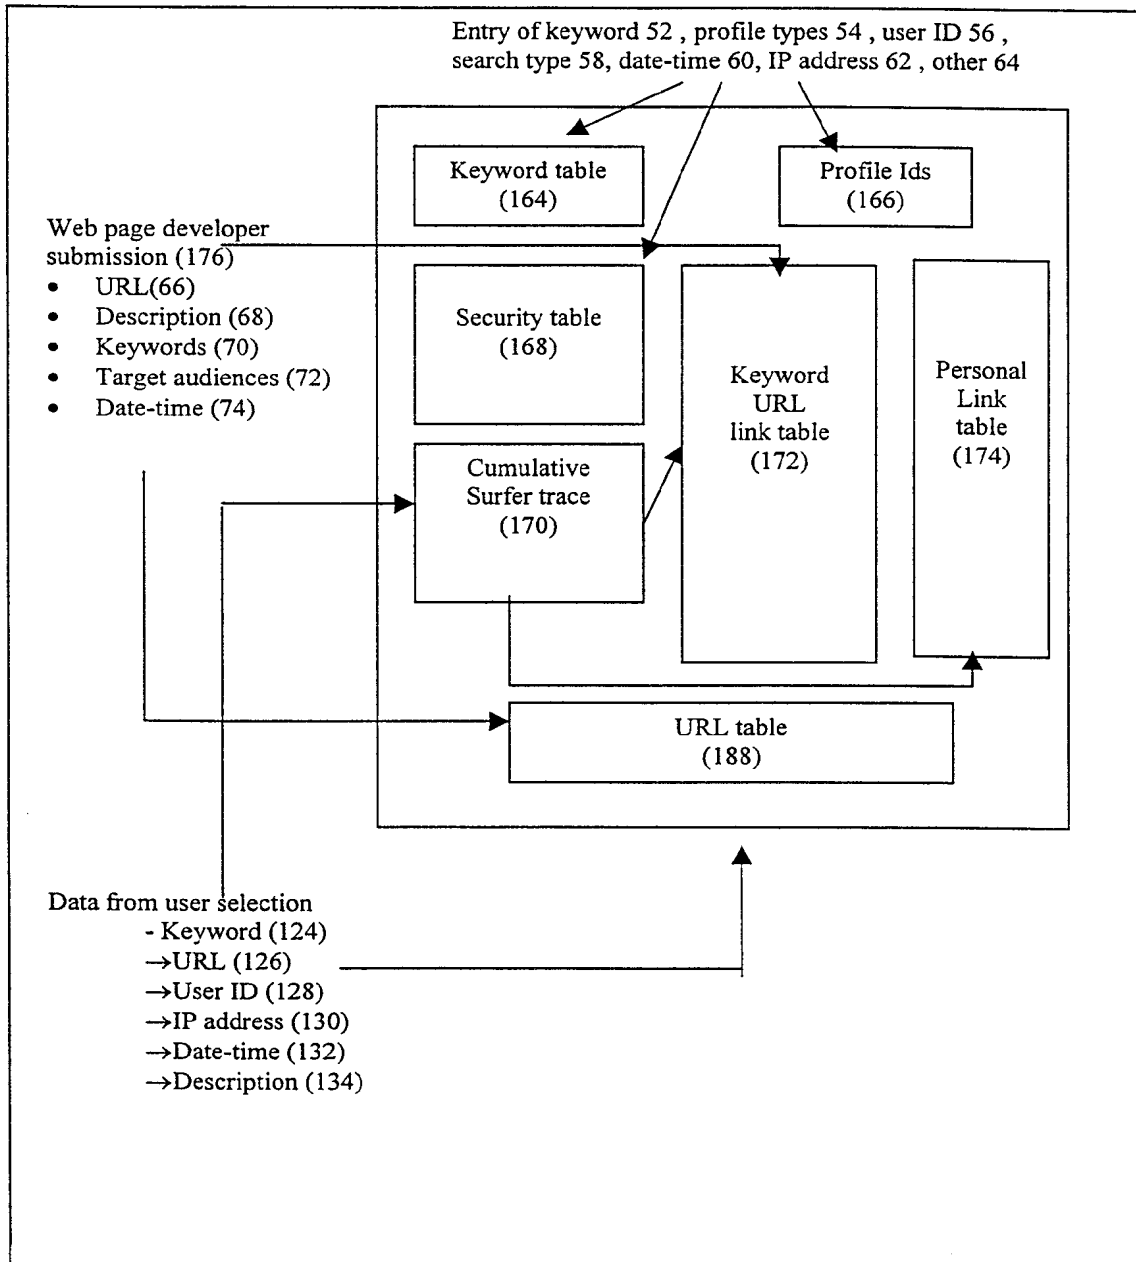 Entry of keyword 52 , profile types 54 , user ID 56 ,
search type 58, date-time 60, IP address 62 , other 64
Keyword table
(164)
Profile Ids
(166)
Web page developer
submission (176)
• URL(66)
• Description (68)
• Keywords (70)
• Target audiences (72)
• Date-time (74)
Security table
(168)
Keyword
URL
link table
(172)
Personal
Link
table
(174)
Cumulative
Surfer trace
(170)
URL table
(188)
Data from user selection
- Keyword (124)
→URL (126)
→User ID (128)
→IP address (130)
→Date-time (132)
→Description (134)